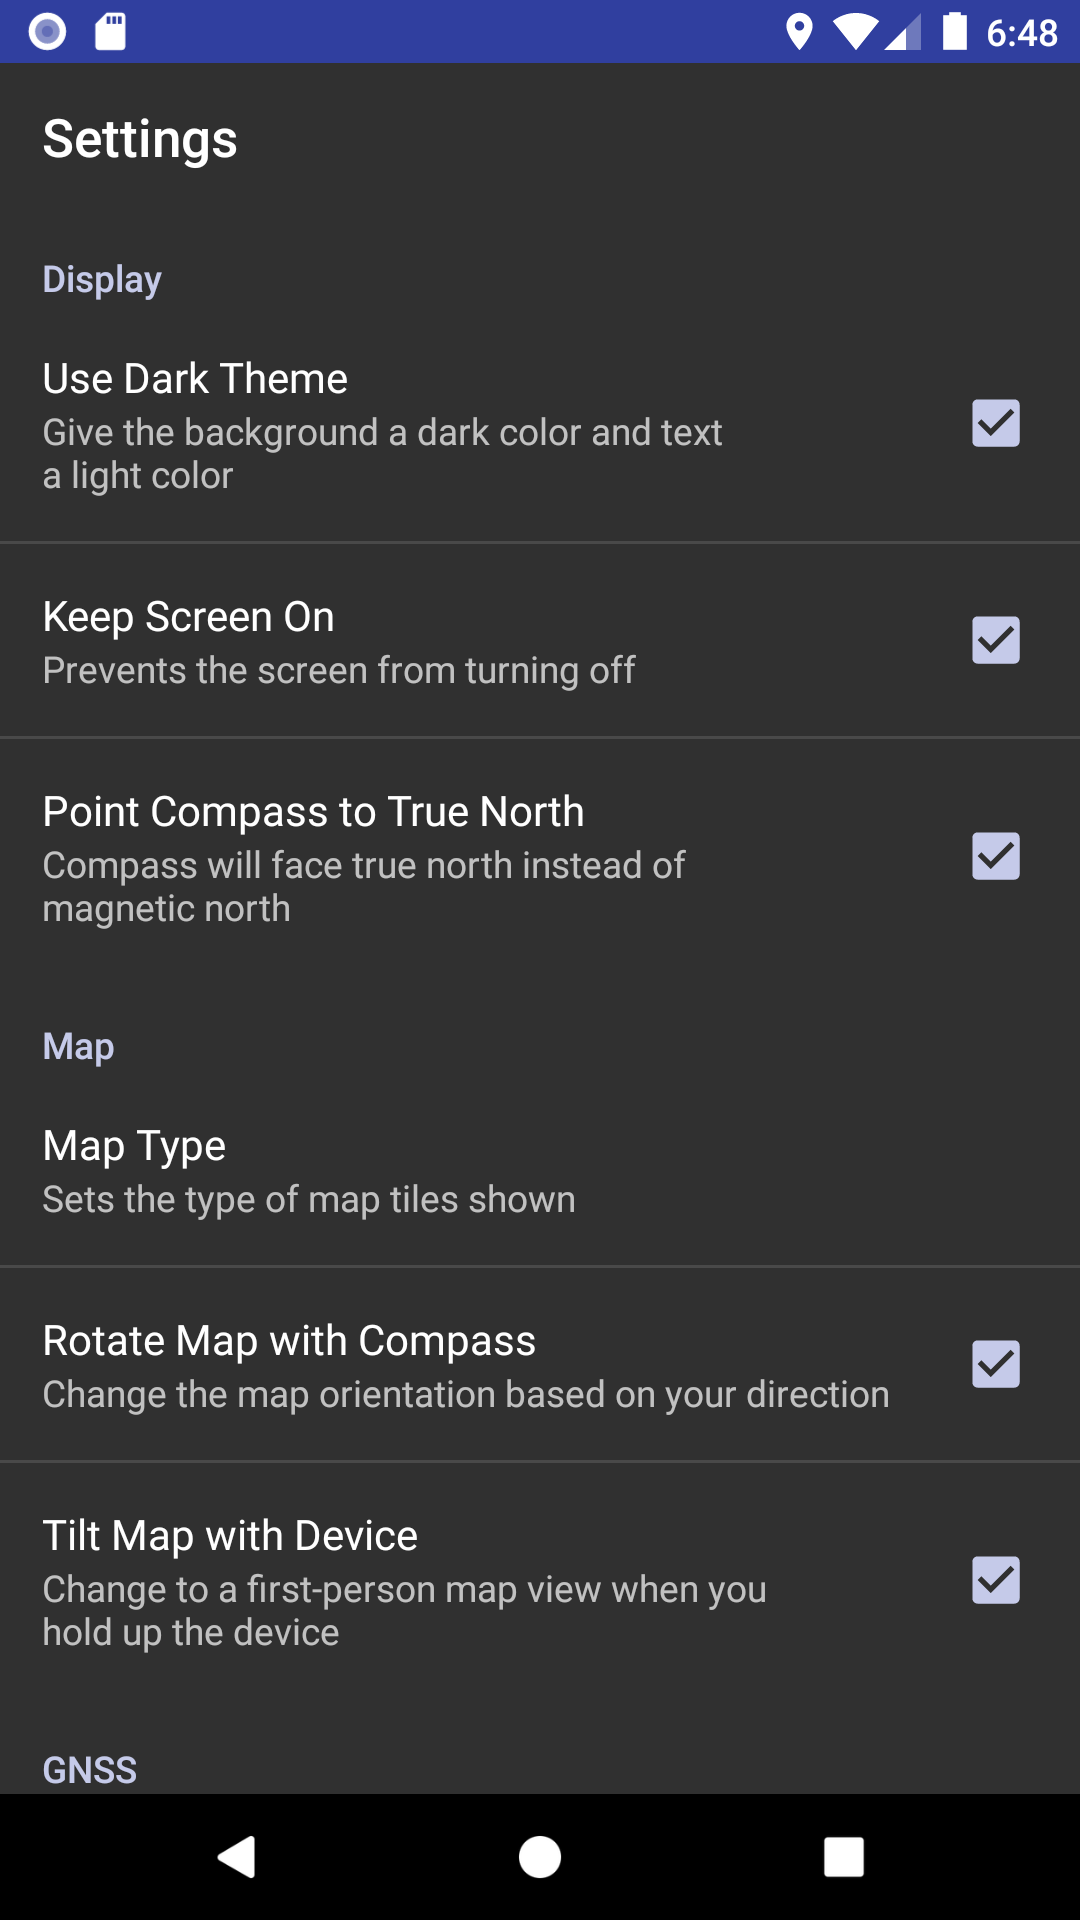 6:48
Settings
Display
Use Dark Theme
Give the background a dark color and text
a light color
Keep Screen On
Prevents the screen from turning off
Point Compass to True North
Compass will face true north instead of
magnetic north
Map
Map Type
Sets the type of map tiles shown
Rotate Map with Compass
Change the map orientation based on your direction
Tilt Map with Device
Change to a first-person map view when you
hold up the device
GNSS